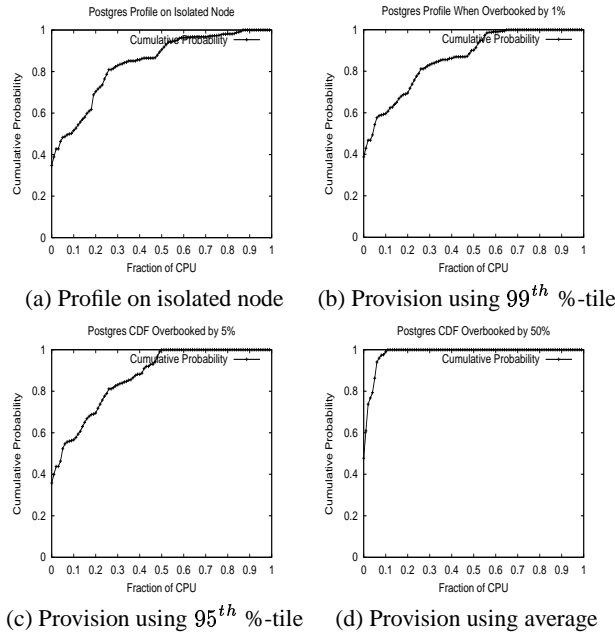 Postgres Profile on Isolated Node
Cumulative Probability
1
0.8
0.6
0.4
0.2
0
0 0.1 0.2 0.3 0.4 0.5 0.6 0.7 0.8 0.9 1
Fraction of CPU
Cumulative Probability
(a) Profile on isolated node
Postgres Profile When Overbooked by 1%
Cumulative Probability
1
0.8
0.6
0.4
0.2
0
0 0.1 0.2 0.3 0.4 0.5 0.6 0.7 0.8 0.9 1
Fraction of CPU
Cumulative Probability
(b) Provision using 99th %-tile
Postgres CDF Overbooked by 5%
Cumulative Probability
1
0.8
0.6
0.4
0.2
0
0 0.1 0.2 0.3 0.4 0.5 0.6 0.7 0.8 0.9 1
Fraction of CPU
Cumulative Probability
(c) Provision using 95th %-tile
Postgres CDF Overbooked by 50%
Cumulative Probability
1
0.8
0.6
0.4
0.2
0
0 0.1 0.2 0.3 0.4 0.5 0.6 0.7 0.8 0.9 1
Fraction of CPU
Cumulative Probability
(d) Provision using average